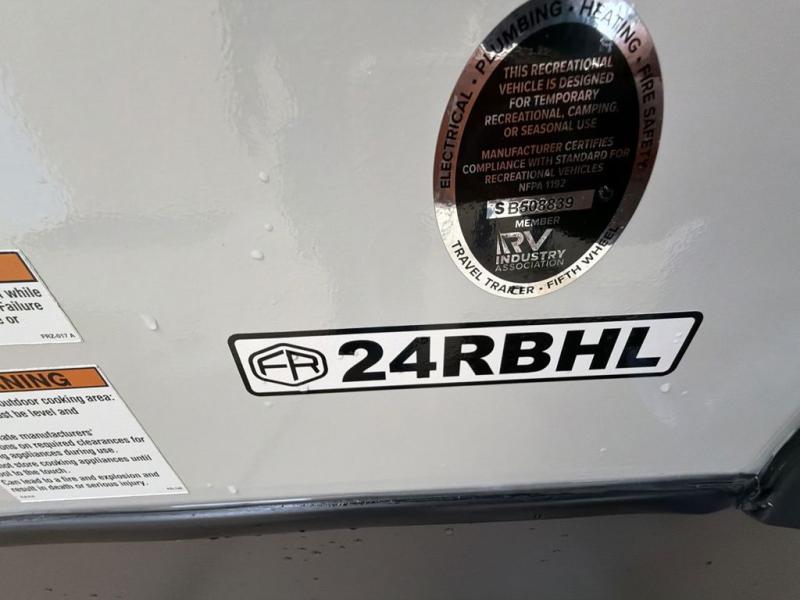 ELECTRICAL • PLUMBING • HEATING • FIRE SAFETY
THIS RECREATIONAL
VEHICLE IS DESIGNED
FOR TEMPORARY
RECREATIONAL, CAMPING,
OR SEASONAL USE
MANUFACTURER CERTIFIES
COMPLIANCE WITH STANDARD FOR
RECREATIONAL VEHICLES
NFPA 1192
SB508839
MEMBER
RV
INDUSTRY
ASSOCIATION
TRAVEL TRAILER • FIFTH WHEEL
while
Failure
or
FRZ-017 A
FR 24RBHL
NING
outdoor cooking area:
st be level and
ate manufacturers'
ons on required clearances for
g appliances during use.
not store cooking appliances until
ol to the touch.
Can lead to a fire and explosion and
result in death or serious injury.